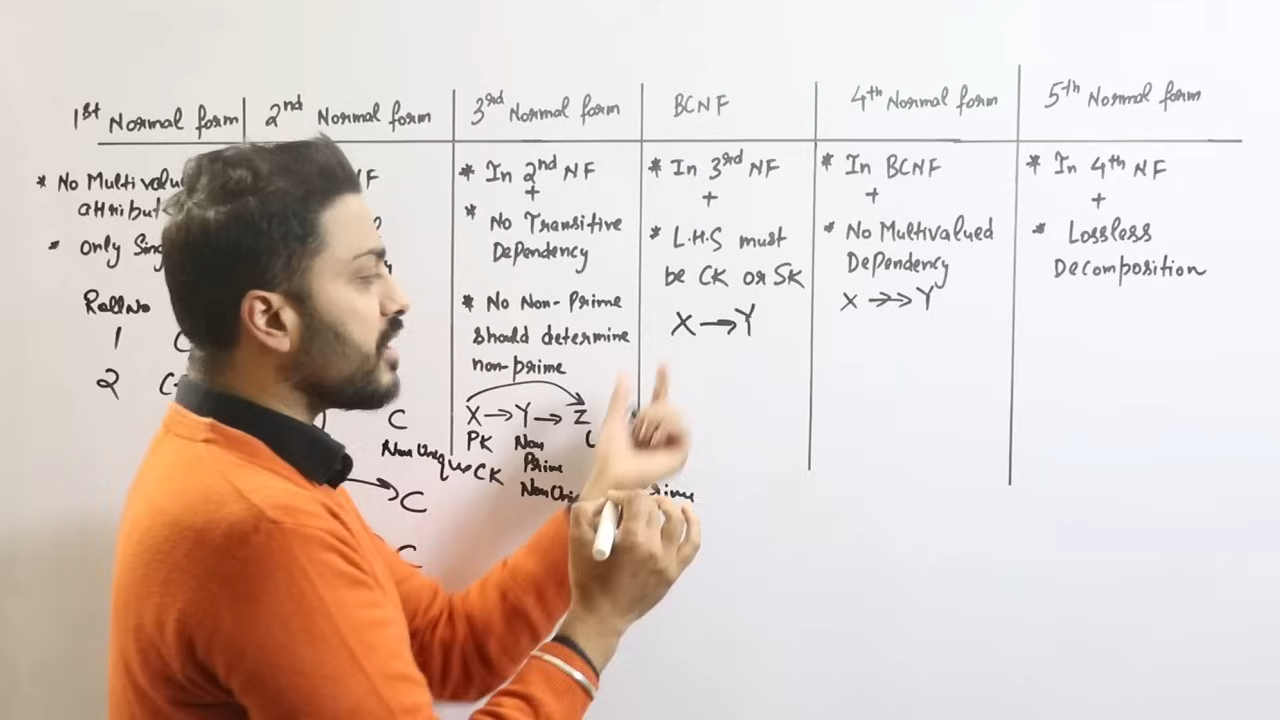 1st Normal form
2nd Normal form
3rd Normal form
BCNF
4th Normal form
5th Normal form
* No
* only
RollNo
1
2
C
C
Non Unique
C
C
* In 2nd NF
+
* No Transitive
Dependency
* No Non-Prime
should determine
non-prime
X → Y → Z
PK Non
CK Prime
* In 3rd NF
+
* L.H.S must
be CK or SK
X → Y
* In BCNF
+
* No Multivalued
Dependency
X →→ Y
* In 4th NF
+
* Lossless
Decomposition